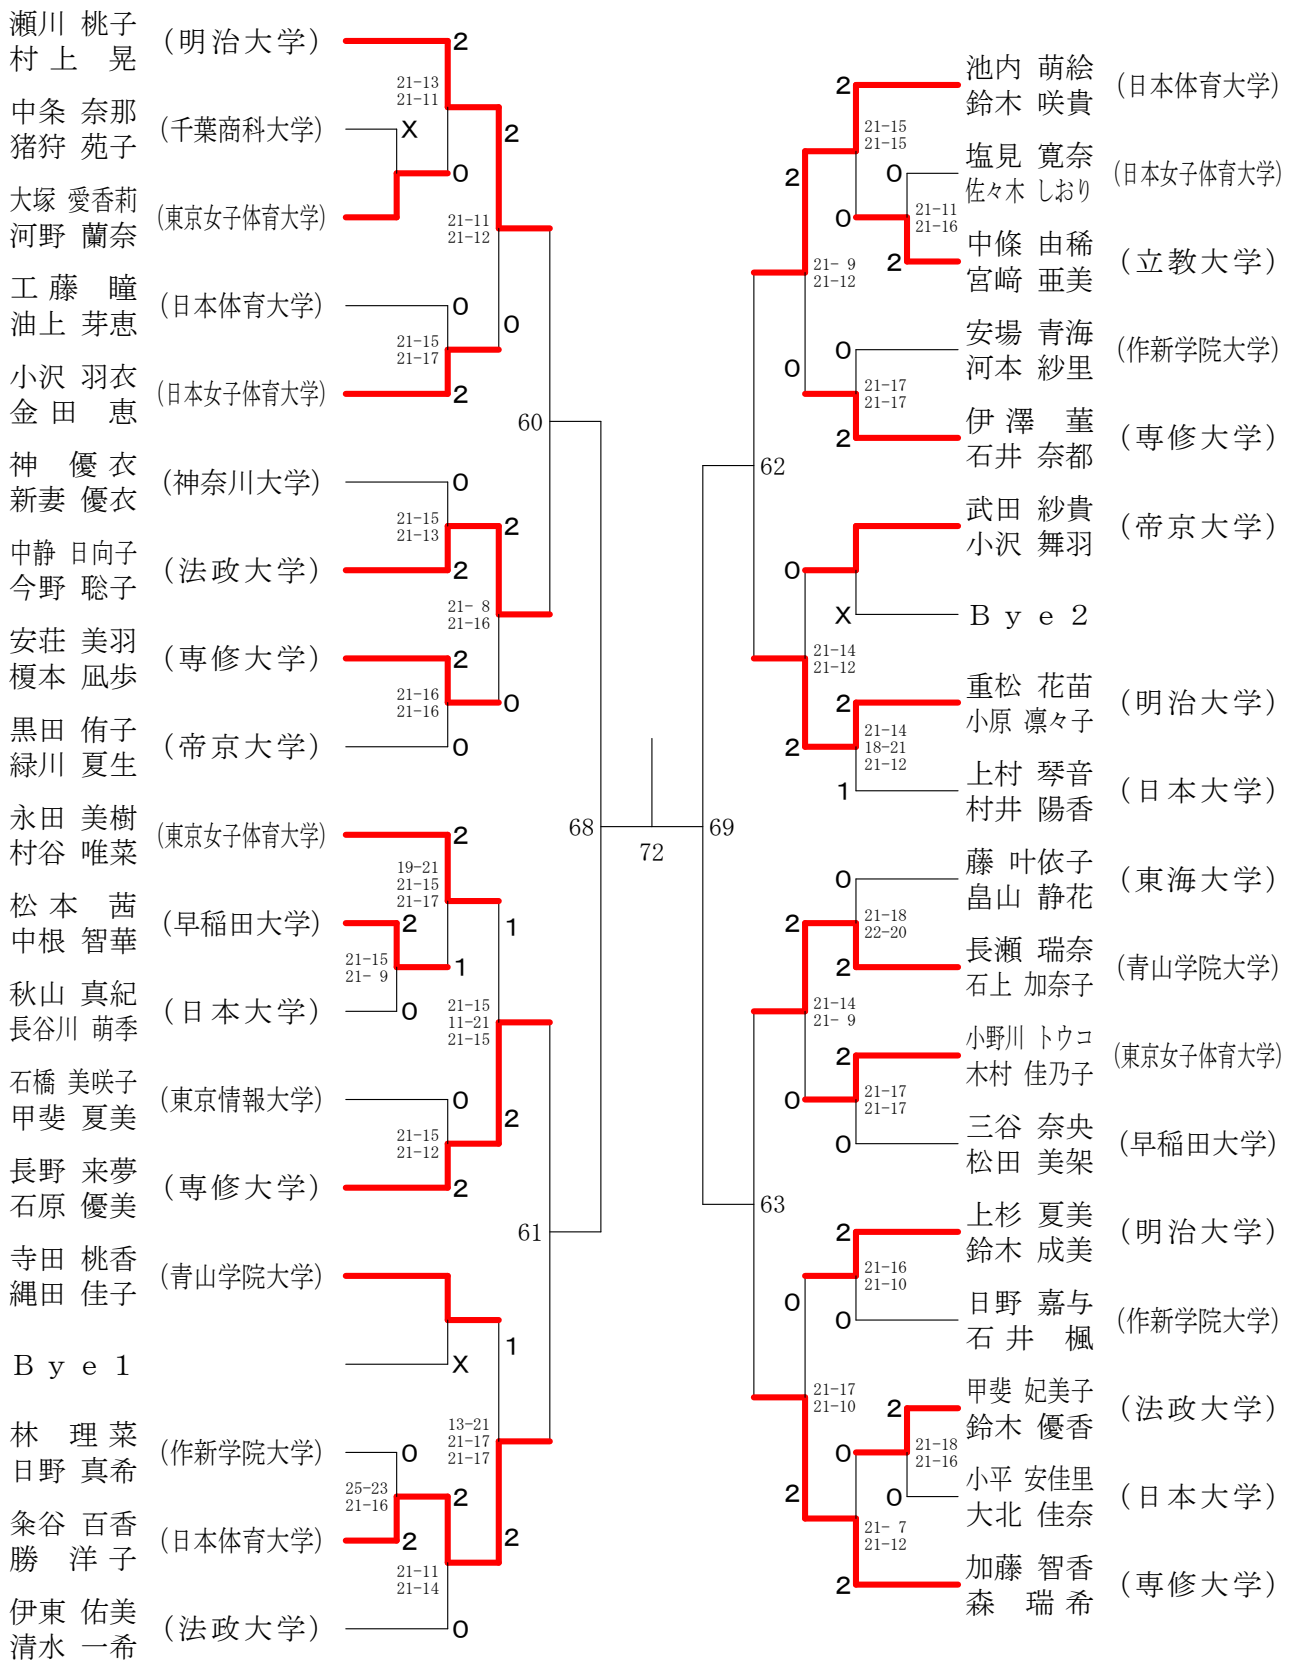 瀬川 桃子
村上 晃
(明治大学)
2
21-13
21-11
中条 奈那
猪狩 苑子
(千葉商科大学)
X
2
0
大塚 愛香莉
河野 蘭奈
(東京女子体育大学)
21-11
21-12
工藤 瞳
油上 芽恵
(日本体育大学)
0
0
21-15
21-17
小沢 羽衣
金田 恵
(日本女子体育大学)
2
60
神 優衣
新妻 優衣
(神奈川大学)
0
21-15
21-13
2
中静 日向子
今野 聡子
(法政大学)
2
21- 8
21-16
安荘 美羽
榎本 凪歩
(専修大学)
2
21-16
21-16
0
黒田 侑子
緑川 夏生
(帝京大学)
0
68
永田 美樹
村谷 唯菜
(東京女子体育大学)
2
19-21
21-15
21-17
松本 茜
中根 智華
(早稲田大学)
2
1
21-15
21- 9
1
秋山 真紀
長谷川 萌季
(日本大学)
0
21-15
11-21
21-15
石橋 美咲子
甲斐 夏美
(東京情報大学)
0
2
21-15
21-12
長野 来夢
石原 優美
(専修大学)
2
61
寺田 桃香
縄田 佳子
(青山学院大学)
1
Bye1
X
13-21
21-17
21-17
林 理菜
日野 真希
(作新学院大学)
0
25-23
21-16
2
粂谷 百香
勝 洋子
(日本体育大学)
2
2
21-11
21-14
伊東 佑美
清水 一希
(法政大学)
0
72
69
池内 萌絵
鈴木 咲貴
(日本体育大学)
2
21-15
21-15
塩見 寛奈
佐々木 しおり
(日本女子体育大学)
0
2
0
21-11
21-16
中條 由稀
宮﨑 亜美
(立教大学)
2
21- 9
21-12
安場 青海
河本 紗里
(作新学院大学)
0
0
21-17
21-17
伊澤 菫
石井 奈都
(専修大学)
2
62
武田 紗貴
小沢 舞羽
(帝京大学)
0
Bye2
X
21-14
21-12
重松 花苗
小原 凛々子
(明治大学)
2
2
21-14
18-21
21-12
上村 琴音
村井 陽香
(日本大学)
1
藤 叶依子
畠山 静花
(東海大学)
0
2
21-18
22-20
長瀬 瑞奈
石上 加奈子
(青山学院大学)
2
21-14
21- 9
小野川 トウコ
木村 佳乃子
(東京女子体育大学)
2
0
21-17
21-17
三谷 奈央
松田 美架
(早稲田大学)
0
63
上杉 夏美
鈴木 成美
(明治大学)
2
21-16
21-10
0
日野 嘉与
石井 楓
(作新学院大学)
0
21-17
21-10
甲斐 妃美子
鈴木 優香
(法政大学)
2
0
21-18
21-16
小平 安佳里
大北 佳奈
(日本大学)
0
2
21- 7
21-12
加藤 智香
森 瑞希
(専修大学)
2